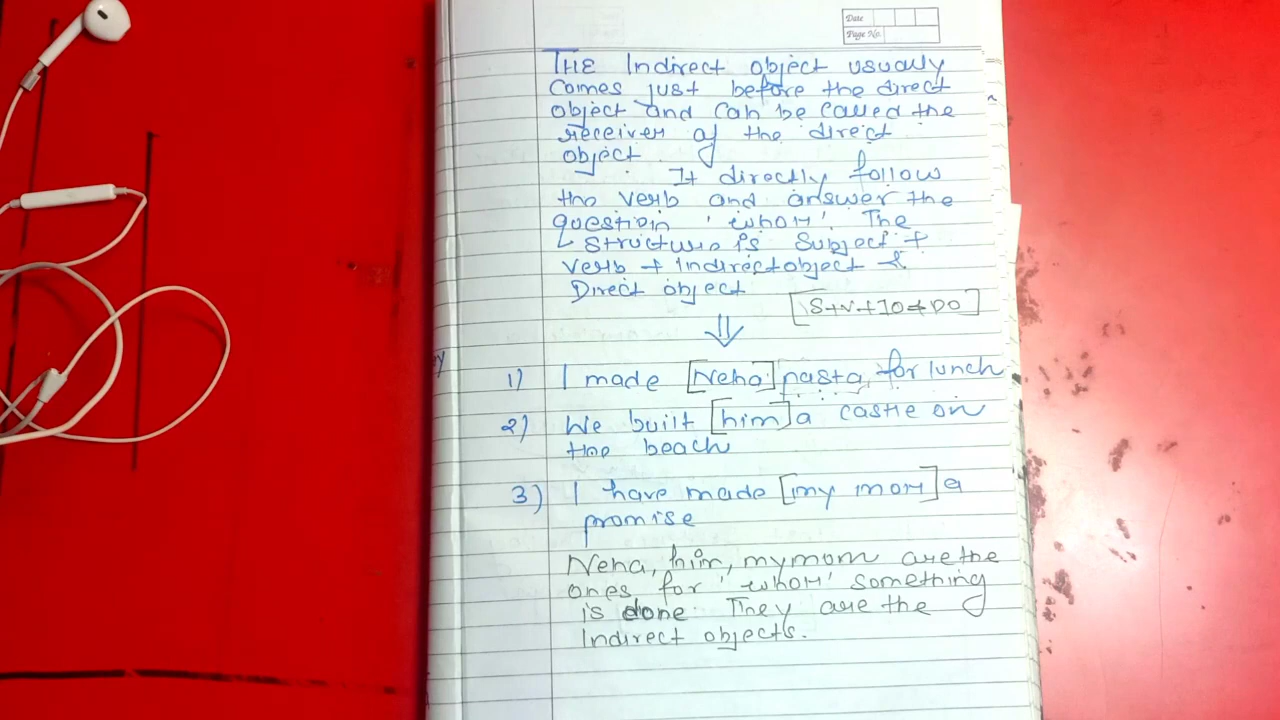 Date
Page No.
THE Indirect object usually
comes just before the direct
object and can be called the
receiver of the direct
object.
It directly follow
the verb and answer the
question 'whom'. The
structure is Subject +
Verb + Indirect object +
Direct object
[S+V+IO+DO]
⇓
1) I made [Neha] pasta for lunch
2) We built [him] a castle on
the beach
3) I have made [my mom] a
promise
Neha, him, my mom are the
ones for 'whom' something
is done. They are the
Indirect objects.